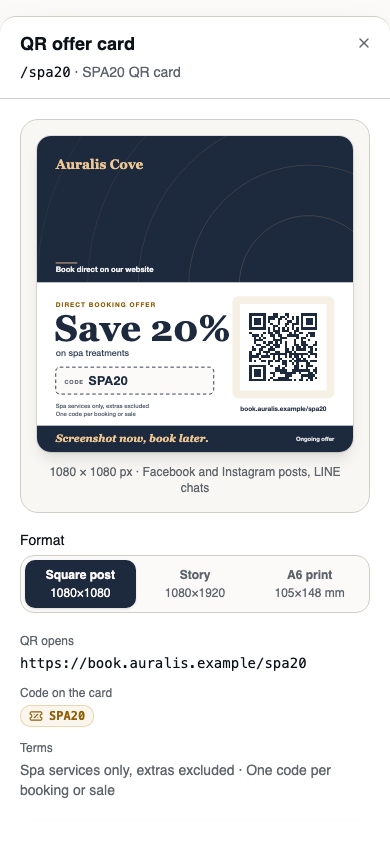 QR offer card
/spa20 · SPA20 QR card
Auralis Cove
Book direct on our website
DIRECT BOOKING OFFER
Save 20%
on spa treatments
CODE SPA20
Spa services only, extras excluded
One code per booking or sale
book.auralis.example/spa20
Screenshot now, book later.
Ongoing offer
1080 × 1080 px · Facebook and Instagram posts, LINE
chats
Format
Square post
1080×1080
Story
1080×1920
A6 print
105×148 mm
QR opens
https://book.auralis.example/spa20
Code on the card
SPA20
Terms
Spa services only, extras excluded · One code per
booking or sale